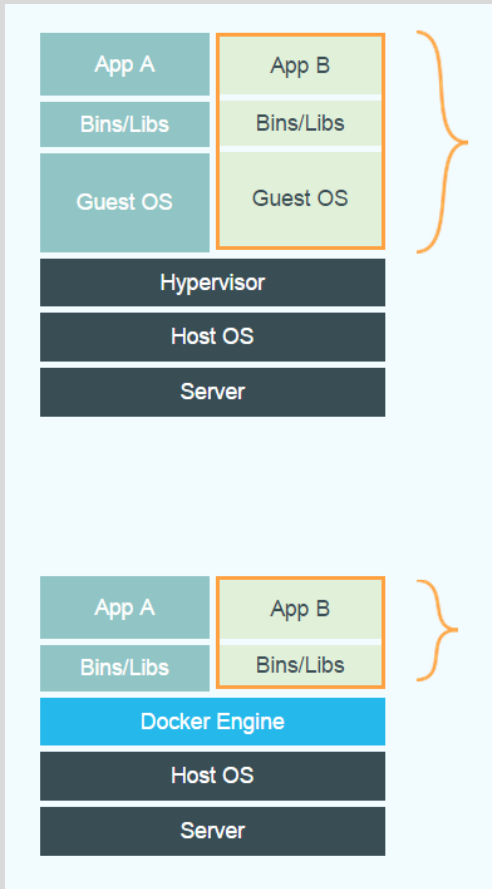 App A
App B
Bins/Libs
Bins/Libs
Guest OS
Guest OS
Hypervisor
Host OS
Server
App A
App B
Bins/Libs
Bins/Libs
Docker Engine
Host OS
Server